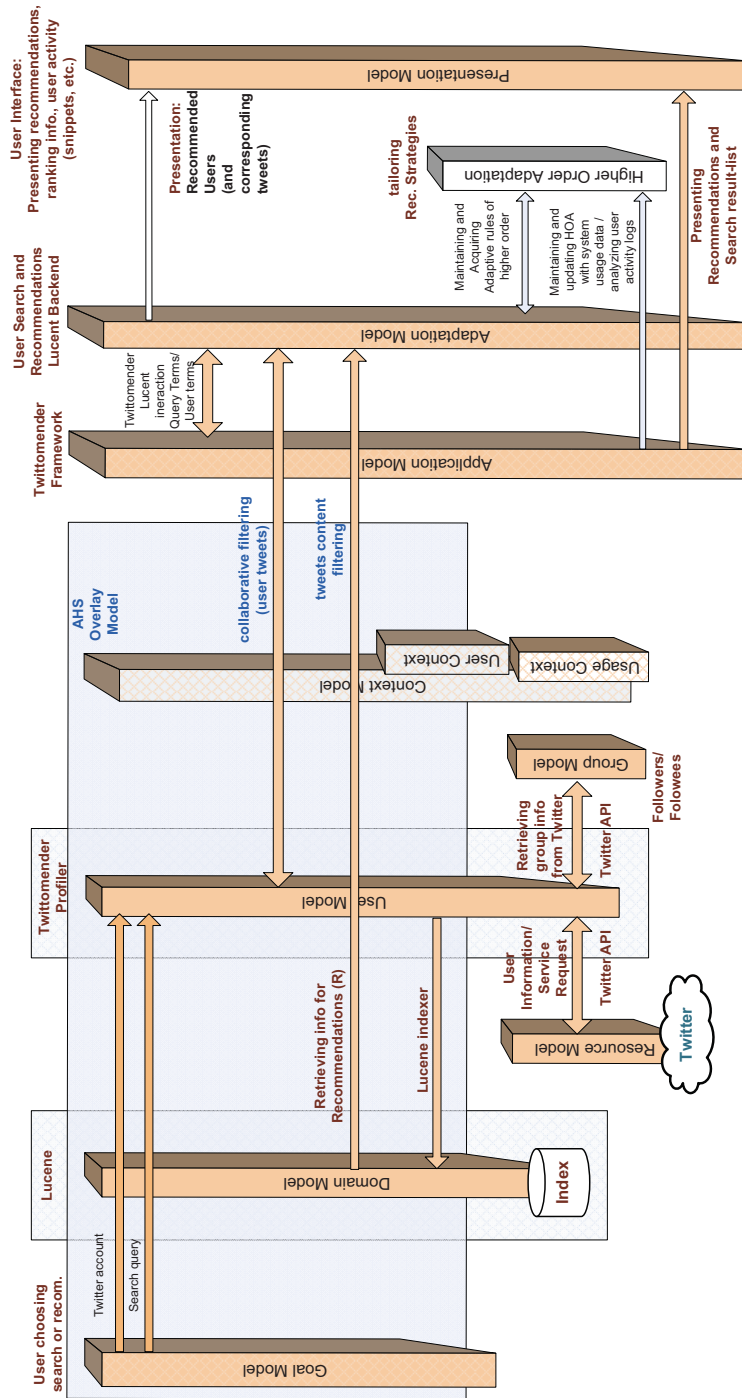 User choosing
search or recom.
Lucene
Twittomender
Profiler
Twittomender
Framework
User Search and
Recommendations
Lucent Backend
User Interface:
Presenting recommendations,
ranking info., user activity
(snippets, etc.)
Twitter account
Search query
Goal Model
Domain Model
Index
Retrieving info for
Recommendations (R)
Lucene indexer
Use Model
User
Information/
Service
Request
Twitter API
Resource Model
Twitter
Retrieving
group info
from Twitter
Twitter API
Group Model
Followers/
Folowees
AHS
Overlay
Model
Context Model
User Context
Usage Context
collaborative filtering
(user tweets)
tweets content
filtering
Application Model
Twittomender
Lucent
ineraction
Query Terms/
User terms
Adaptation Model
Presentation:
Recommended
Users
(and
corresponding
tweets)
tailoring
Rec. Strategies
Higher Order Adaptation
Maintaining and
Acquiring
Adaptive rules of
higher order
Maintaining and
updating HOA
with system
usage data /
analyzing user
activity logs
Presenting
Recommendations and
Search result-list
Presentation Model